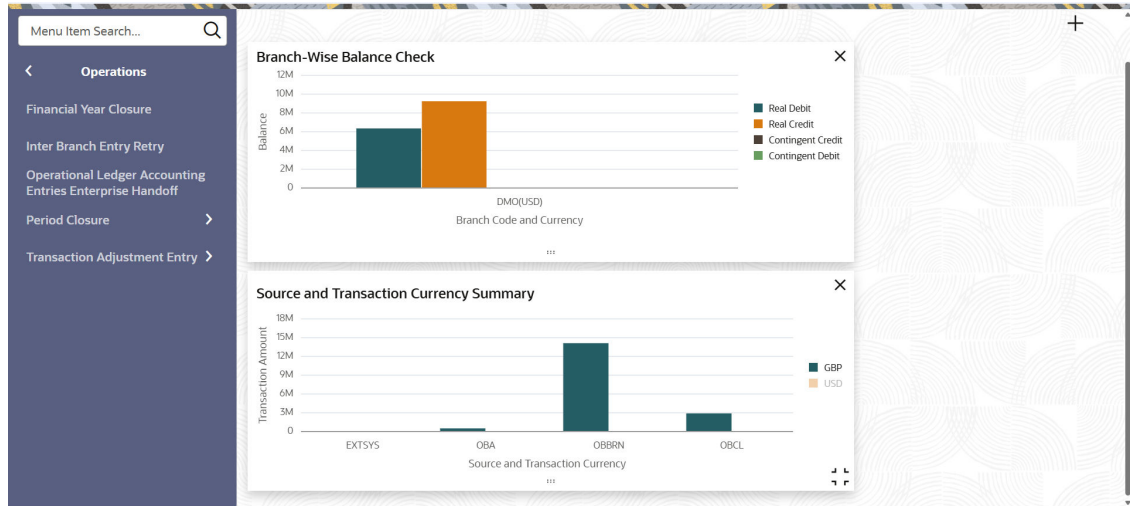 Menu Item Search...
Operations
Financial Year Closure
Inter Branch Entry Retry
Operational Ledger Accounting
Entries Enterprise Handoff
Period Closure
Transaction Adjustment Entry
Branch-Wise Balance Check
12M
10M
8M
6M
4M
2M
0
Balance
DMO(USD)
Branch Code and Currency
Real Debit
Real Credit
Contingent Credit
Contingent Debit
Source and Transaction Currency Summary
18M
15M
12M
9M
6M
3M
0
Transaction Amount
EXTSYS OBA OBBRN OBCL
Source and Transaction Currency
GBP
USD